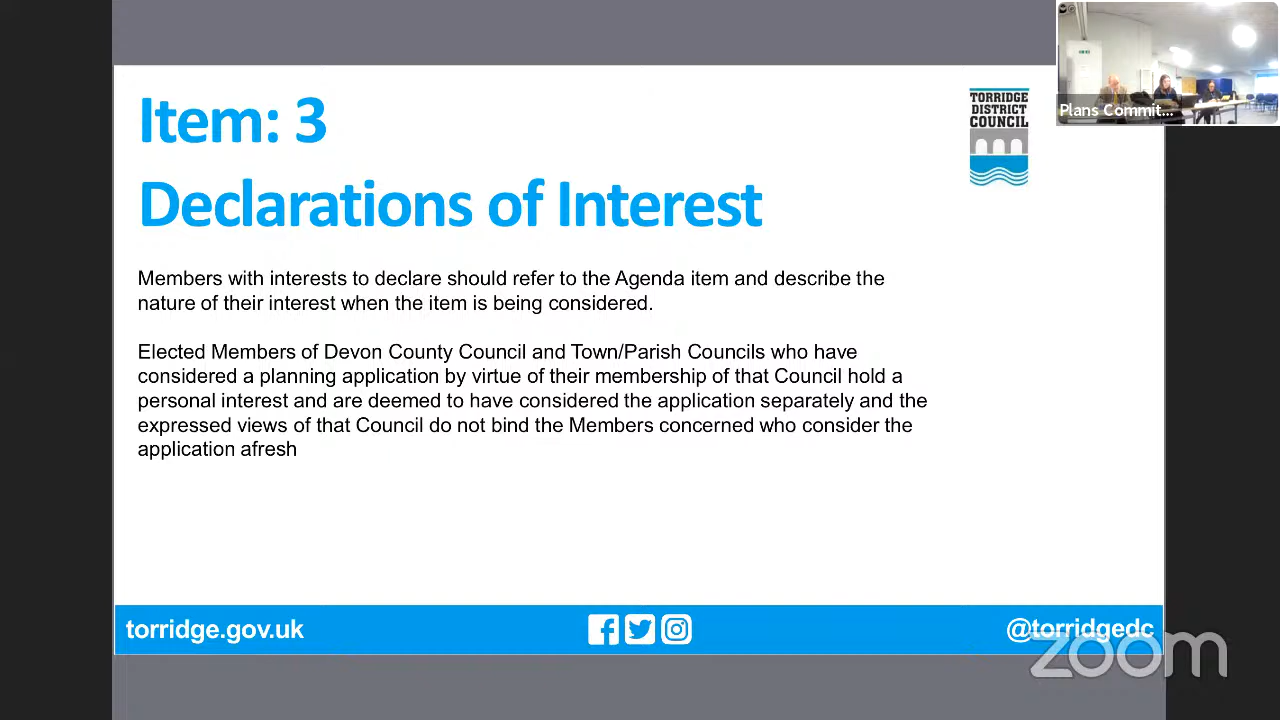 Item: 3
TORRIDGE
DISTRICT
COUNCIL
Plans Commit...
Declarations of Interest
Members with interests to declare should refer to the Agenda item and describe the
nature of their interest when the item is being considered.
Elected Members of Devon County Council and Town/Parish Councils who have
considered a planning application by virtue of their membership of that Council hold a
personal interest and are deemed to have considered the application separately and the
expressed views of that Council do not bind the Members concerned who consider the
application afresh
torridge.gov.uk
@torridgedc
zoom